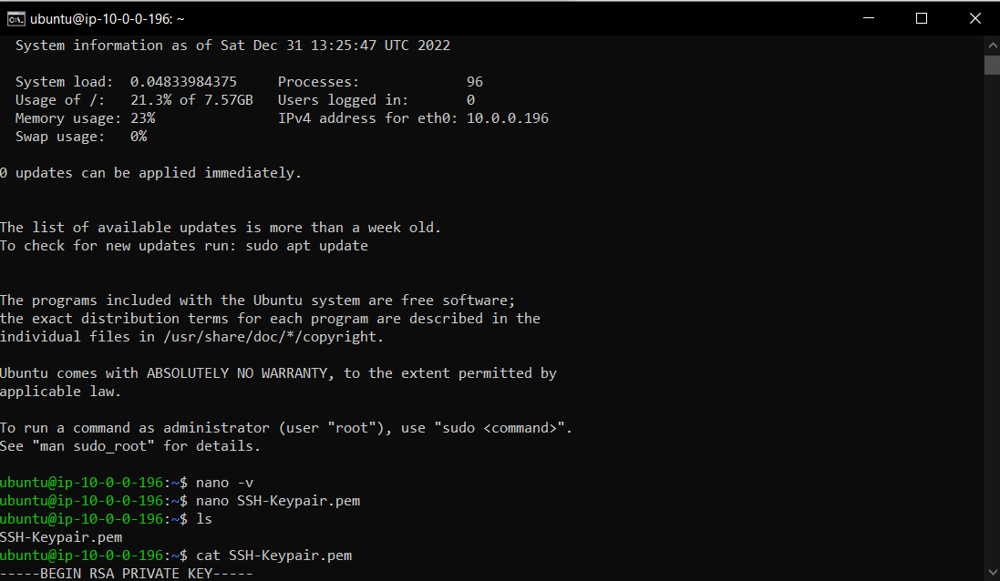 ubuntu@ip-10-0-0-196: ~
System information as of Sat Dec 31 13:25:47 UTC 2022
System load:  0.04833984375     Processes:             96
Usage of /:   21.3% of 7.57GB   Users logged in:       0
Memory usage: 23%               IPv4 address for eth0: 10.0.0.196
Swap usage:   0%
0 updates can be applied immediately.
The list of available updates is more than a week old.
To check for new updates run: sudo apt update
The programs included with the Ubuntu system are free software;
the exact distribution terms for each program are described in the
individual files in /usr/share/doc/*/copyright.
Ubuntu comes with ABSOLUTELY NO WARRANTY, to the extent permitted by
applicable law.
To run a command as administrator (user "root"), use "sudo <command>".
See "man sudo_root" for details.
ubuntu@ip-10-0-0-196:~$ nano -v
ubuntu@ip-10-0-0-196:~$ nano SSH-Keypair.pem
ubuntu@ip-10-0-0-196:~$ ls
SSH-Keypair.pem
ubuntu@ip-10-0-0-196:~$ cat SSH-Keypair.pem
-----BEGIN RSA PRIVATE KEY-----